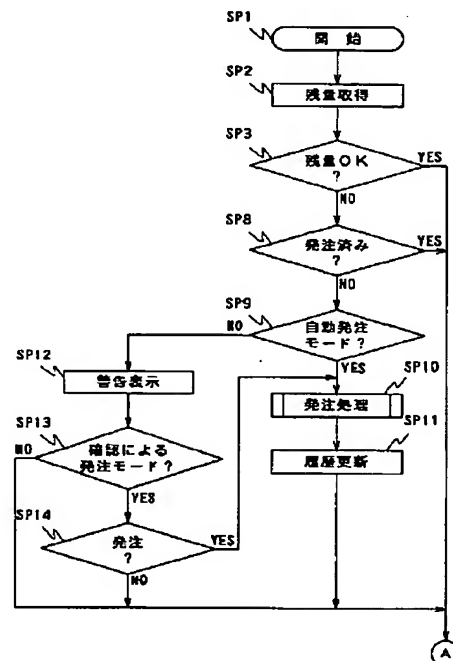 SP1
開始
SP2
残量取得
SP3
残量OK
?
YES
NO
SP8
発注済み
?
YES
NO
SP9
自動発注
モード?
NO
YES
SP12
警告表示
SP10
発注処理
SP13
確認による
発注モード?
NO
YES
SP11
履歴更新
SP14
発注
?
YES
NO
A